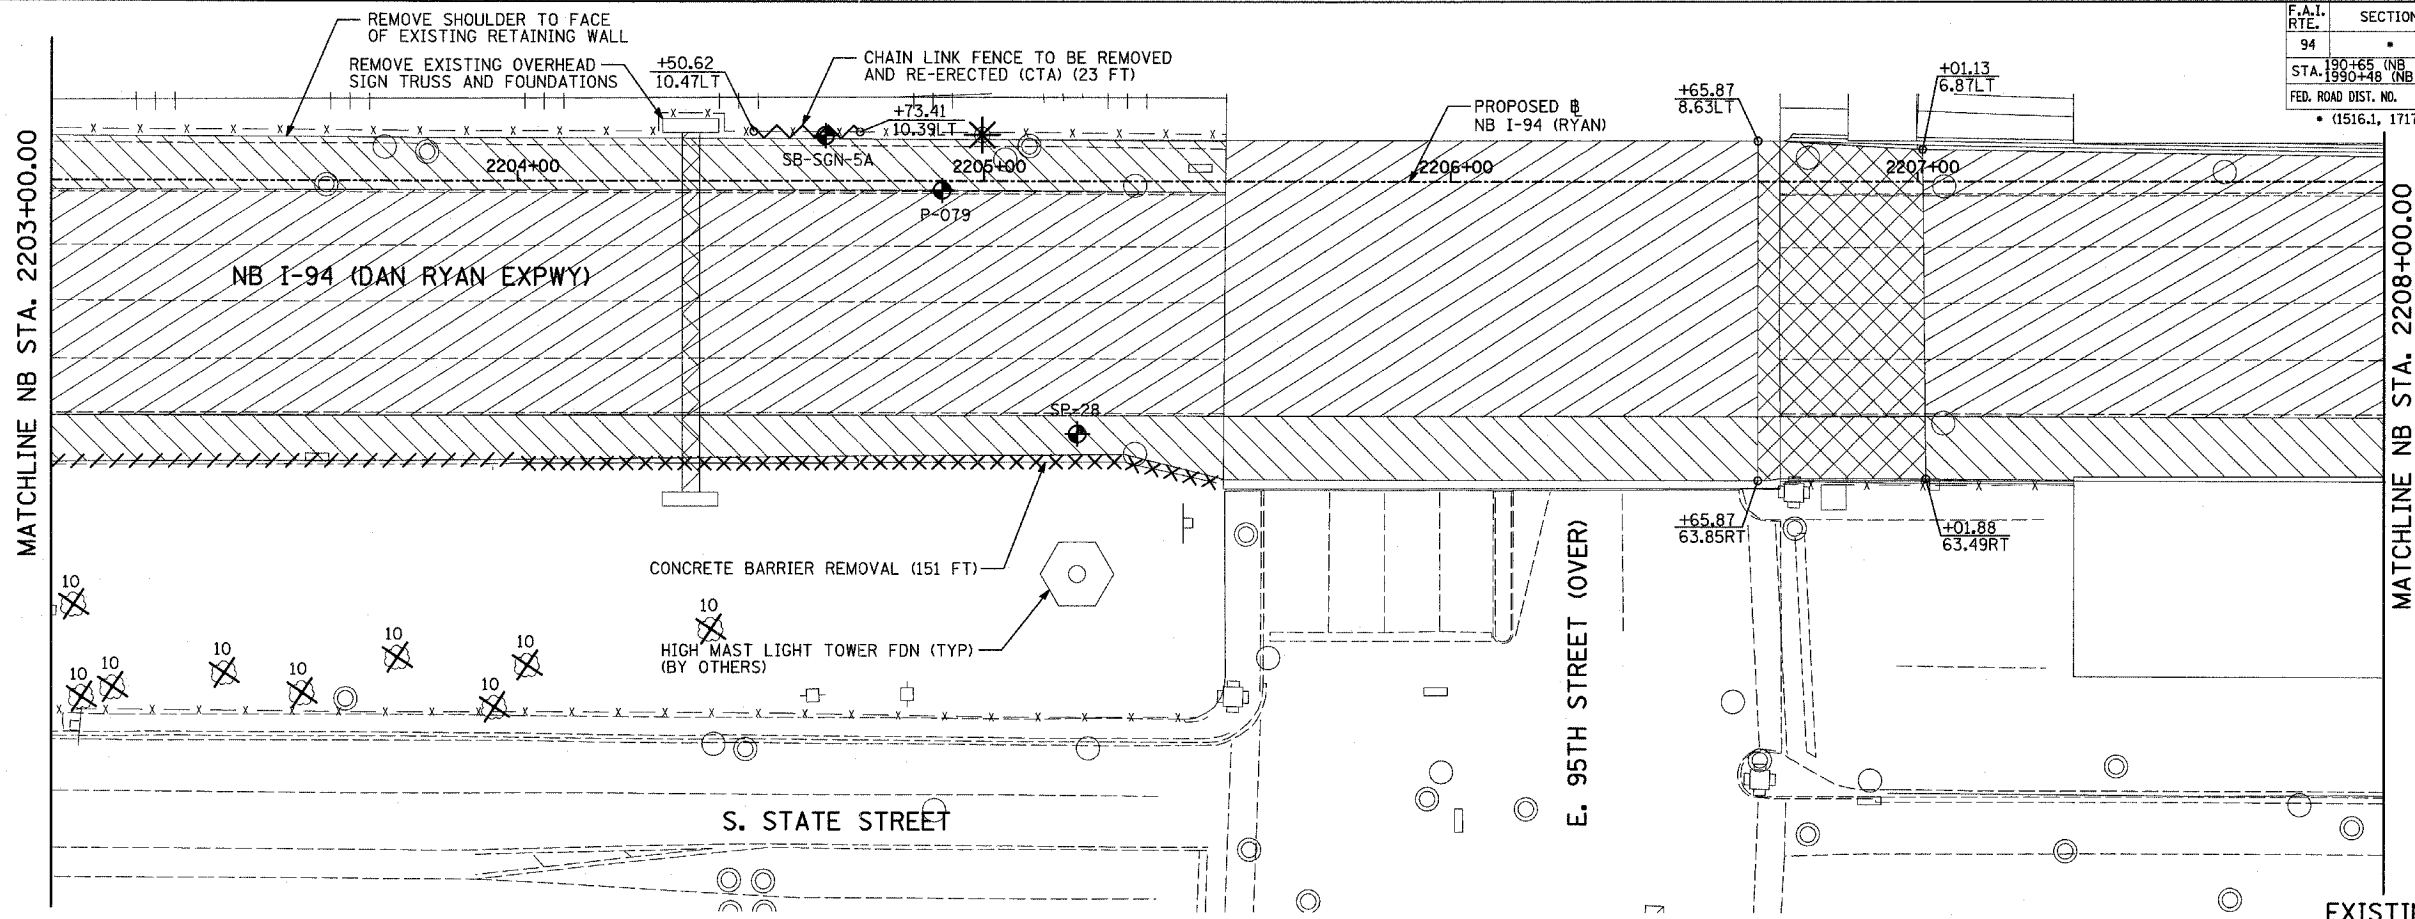 REMOVE SHOULDER TO FACE
OF EXISTING RETAINING WALL
REMOVE EXISTING OVERHEAD
SIGN TRUSS AND FOUNDATIONS
+50.62
10.47LT
CHAIN LINK FENCE TO BE REMOVED
AND RE-ERECTED (CTA) (23 FT)
+73.41
10.39LT
PROPOSED ℄
NB I-94 (RYAN)
+65.87
8.63LT
+01.13
6.87LT
F.A.I. RTE.
SECTION
94
*
STA. 190+65 (NB
1990+48 (NB
FED. ROAD DIST. NO.
* (1516.1, 1717
SB-SGN-5A
2204+00
2205+00
2206+00
2207+00
P-079
NB I-94 (DAN RYAN EXPWY)
SP-28
MATCHLINE NB STA. 2203+00.00
MATCHLINE NB STA. 2208+00.00
+65.87
63.85RT
+01.88
63.49RT
CONCRETE BARRIER REMOVAL (151 FT)
HIGH MAST LIGHT TOWER FDN (TYP)
(BY OTHERS)
10
10
10
10
10
10
10
10
10
E. 95TH STREET (OVER)
S. STATE STREET
EXISTIN